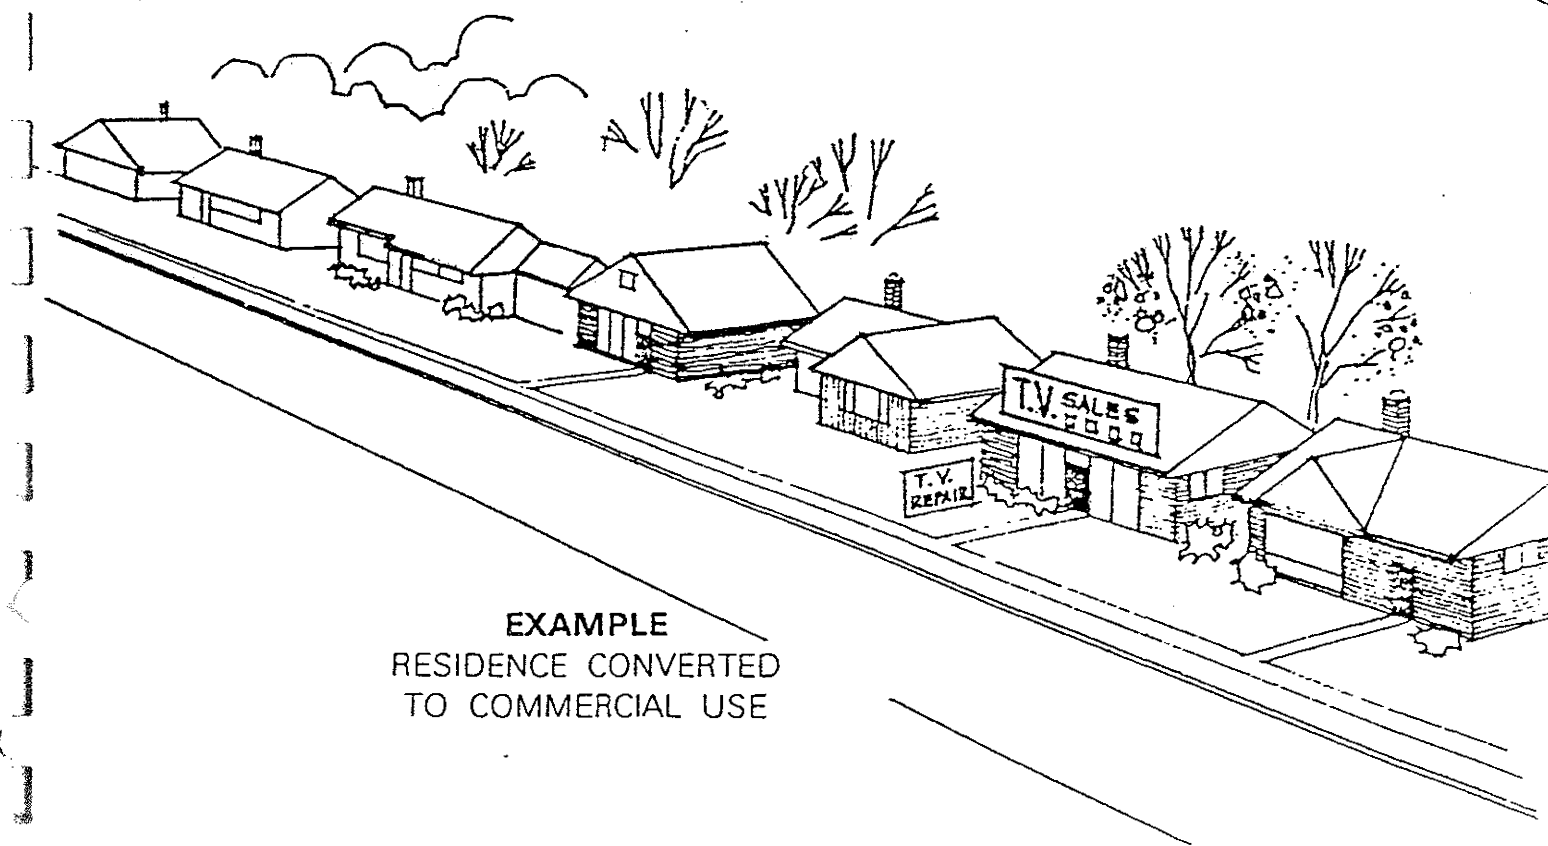 T.V. SALES
T.V.
REPAIR
EXAMPLE
RESIDENCE CONVERTED
TO COMMERCIAL USE